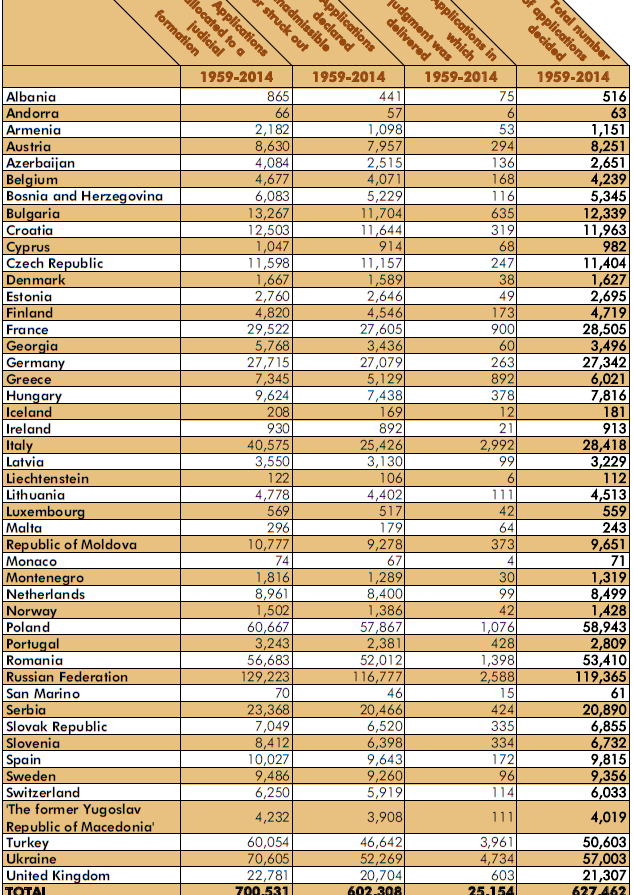 Applications
allocated to a
judicial
formation
Applications
declared
inadmissible
or struck out
Applications in
which
judgment was
delivered
Total number
of applications
decided
1959-2014 1959-2014 1959-2014 1959-2014
Albania 865 441 75 516
Andorra 66 57 6 63
Armenia 2,182 1,098 53 1,151
Austria 8,630 7,957 294 8,251
Azerbaijan 4,084 2,515 136 2,651
Belgium 4,677 4,071 168 4,239
Bosnia and Herzegovina 6,083 5,229 116 5,345
Bulgaria 13,267 11,704 635 12,339
Croatia 12,503 11,644 319 11,963
Cyprus 1,047 914 68 982
Czech Republic 11,598 11,157 247 11,404
Denmark 1,667 1,589 38 1,627
Estonia 2,760 2,646 49 2,695
Finland 4,820 4,546 173 4,719
France 29,522 27,605 900 28,505
Georgia 5,768 3,436 60 3,496
Germany 27,715 27,079 263 27,342
Greece 7,345 5,129 892 6,021
Hungary 9,624 7,438 378 7,816
Iceland 208 169 12 181
Ireland 930 892 21 913
Italy 40,575 25,426 2,992 28,418
Latvia 3,550 3,130 99 3,229
Liechtenstein 122 106 6 112
Lithuania 4,778 4,402 111 4,513
Luxembourg 569 517 42 559
Malta 296 179 64 243
Republic of Moldova 10,777 9,278 373 9,651
Monaco 74 67 4 71
Montenegro 1,816 1,289 30 1,319
Netherlands 8,961 8,400 99 8,499
Norway 1,502 1,386 42 1,428
Poland 60,667 57,867 1,076 58,943
Portugal 3,243 2,381 428 2,809
Romania 56,683 52,012 1,398 53,410
Russian Federation 129,223 116,777 2,588 119,365
San Marino 70 46 15 61
Serbia 23,368 20,466 424 20,890
Slovak Republic 7,049 6,520 335 6,855
Slovenia 8,412 6,398 334 6,732
Spain 10,027 9,643 172 9,815
Sweden 9,486 9,260 96 9,356
Switzerland 6,250 5,919 114 6,033
'The former Yugoslav
Republic of Macedonia' 4,232 3,908 111 4,019
Turkey 60,054 46,642 3,961 50,603
Ukraine 70,605 52,269 4,734 57,003
United Kingdom 22,781 20,704 603 21,307
TOTAL 700,531 602,308 25,154 627,462